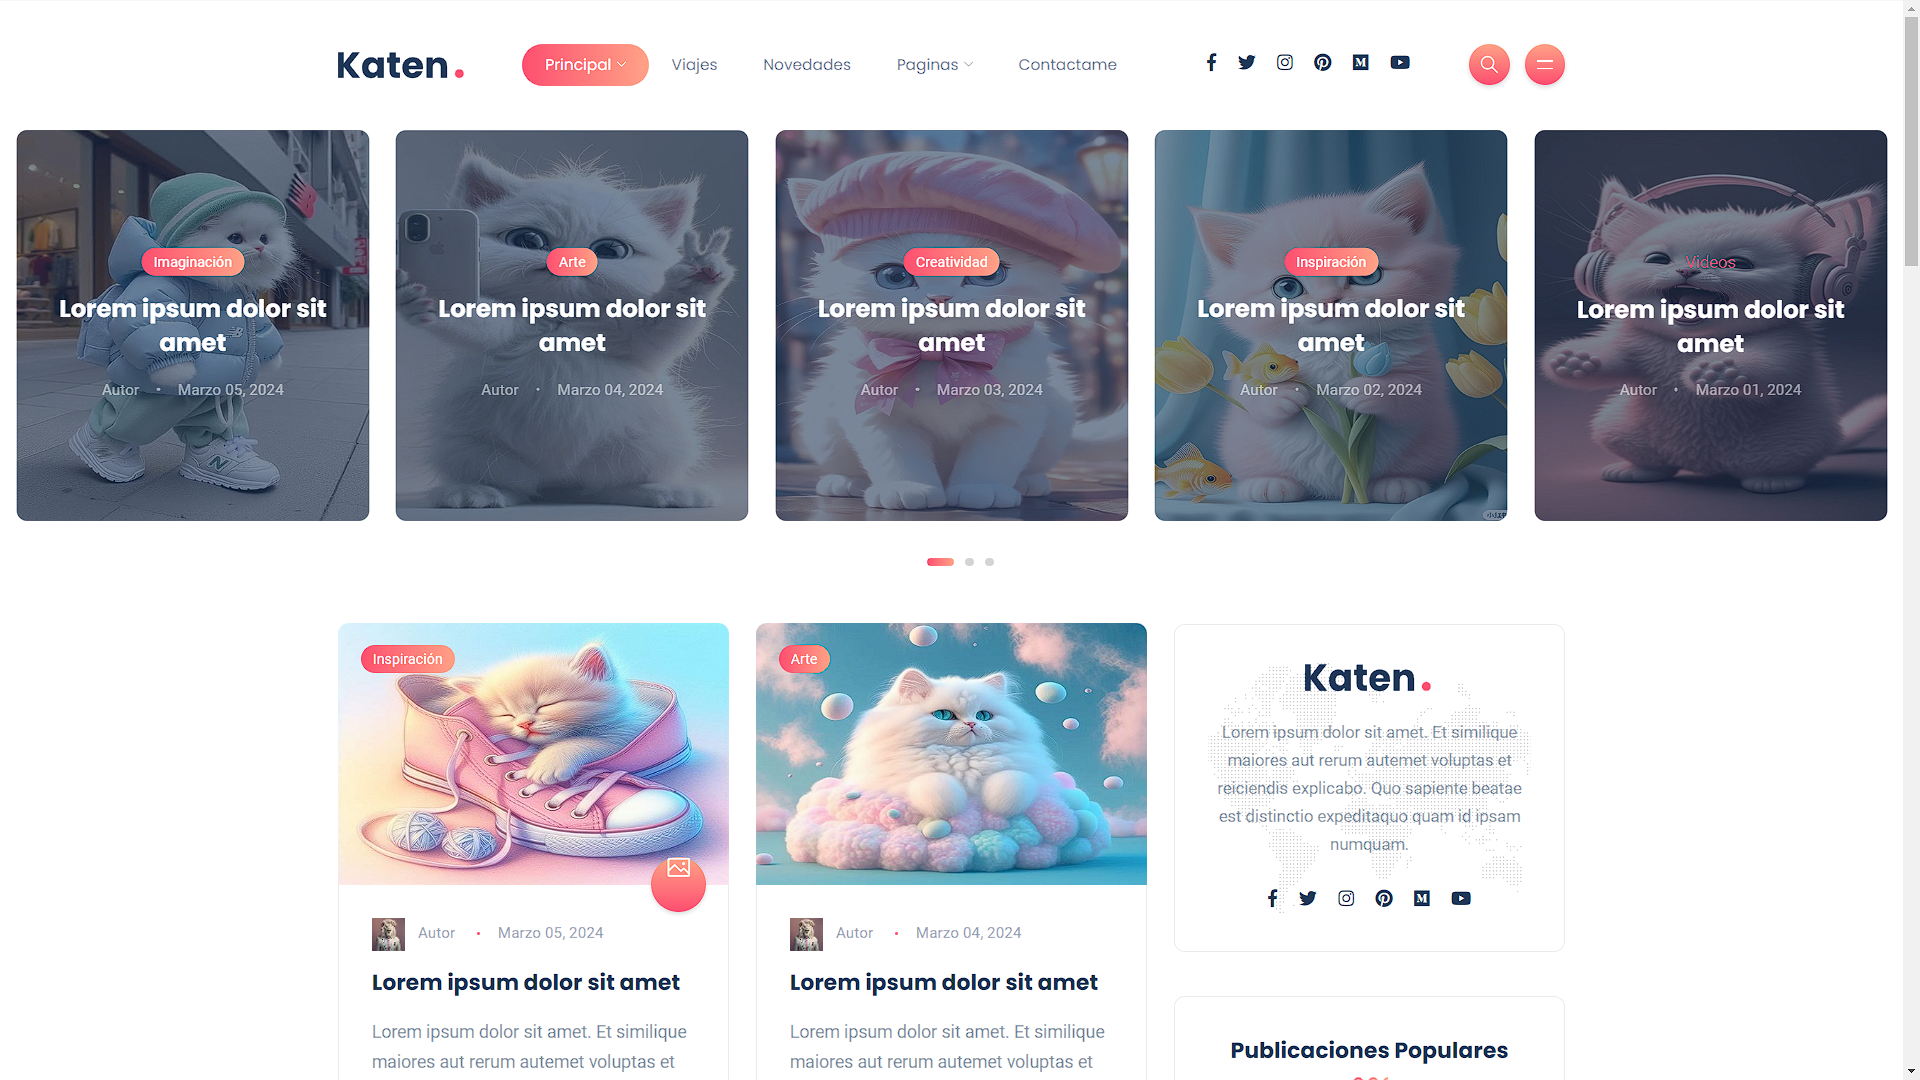 Katen.
Principal
Viajes
Novedades
Paginas
Contactame
Imaginación
Lorem ipsum dolor sit
amet
Autor • Marzo 05, 2024
Arte
Lorem ipsum dolor sit
amet
Autor • Marzo 04, 2024
Creatividad
Lorem ipsum dolor sit
amet
Autor • Marzo 03, 2024
Inspiración
Lorem ipsum dolor sit
amet
Autor • Marzo 02, 2024
Videos
Lorem ipsum dolor sit
amet
Autor • Marzo 01, 2024
Inspiración
Autor • Marzo 05, 2024
Lorem ipsum dolor sit amet
Lorem ipsum dolor sit amet. Et similique
maiores aut rerum autemet voluptas et
Arte
Autor • Marzo 04, 2024
Lorem ipsum dolor sit amet
Lorem ipsum dolor sit amet. Et similique
maiores aut rerum autemet voluptas et
Katen.
Lorem ipsum dolor sit amet. Et similique
maiores aut rerum autemet voluptas et
reiciendis explicabo. Quo sapiente beatae
est distinctio expeditaquo quam id ipsam
numquam.
Publicaciones Populares